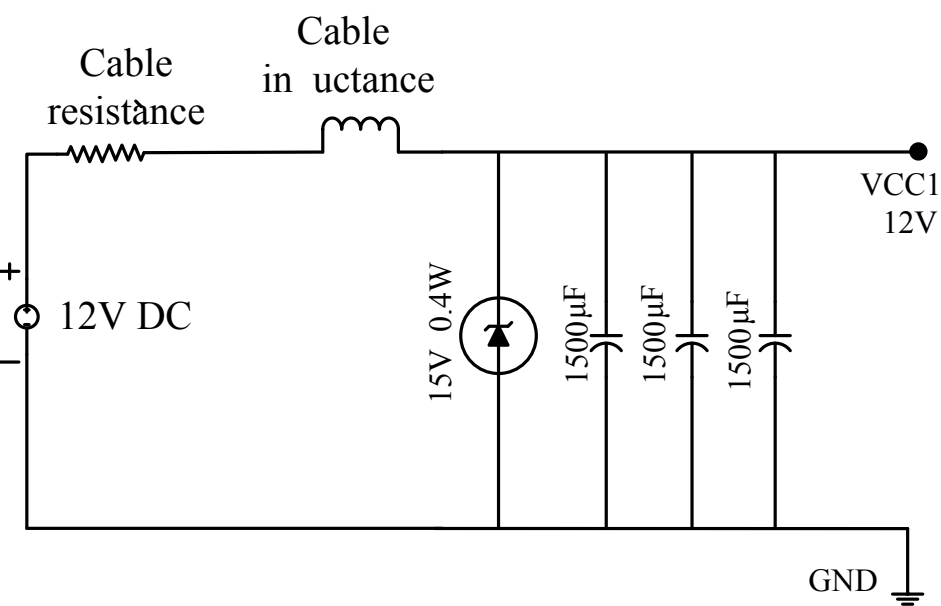 Cable
resistance
Cable
in uctance
VCC1
12V
+
12V DC
−
15V 0.4W
1500µF
1500µF
1500µF
GND